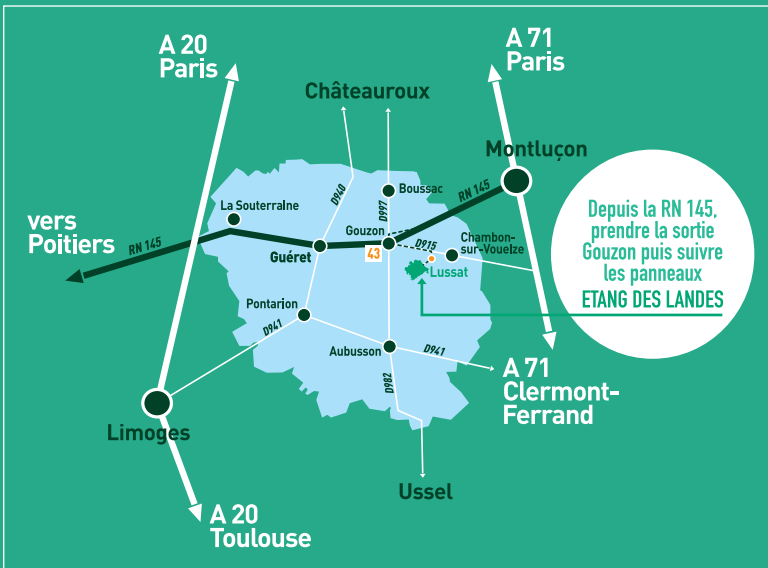 A 20
Paris
A 71
Paris
Châteauroux
Montluçon
D940
D997
Boussac
RN 145
La Souterraine
vers
Poitiers
RN 145
Gouzon
Guéret
43
D915
Chambon-
sur-Voueize
Lussat
Depuis la RN 145,
prendre la sortie
Gouzon puis suivre
les panneaux
ETANG DES LANDES
Pontarion
D941
Aubusson
D941
D982
A 71
Clermont-
Ferrand
Limoges
Ussel
A 20
Toulouse